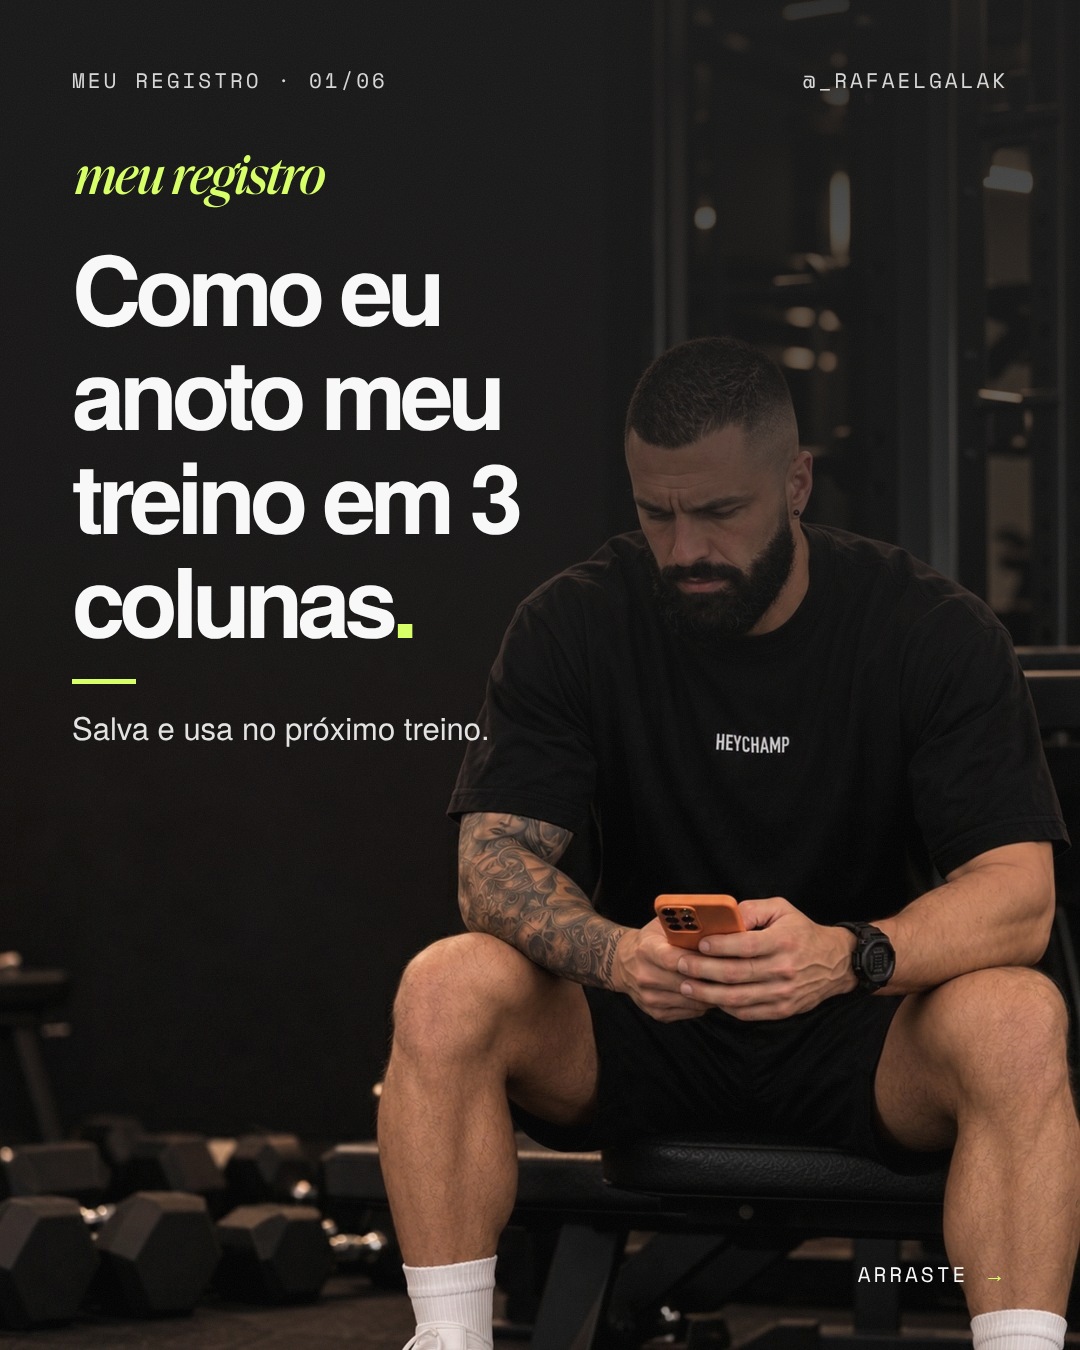 MEU REGISTRO · 01/06
@_RAFAELGALAK
meu registro
Como eu
anoto meu
treino em 3
colunas.
Salva e usa no próximo treino.
HEYCHAMP
ARRASTE →